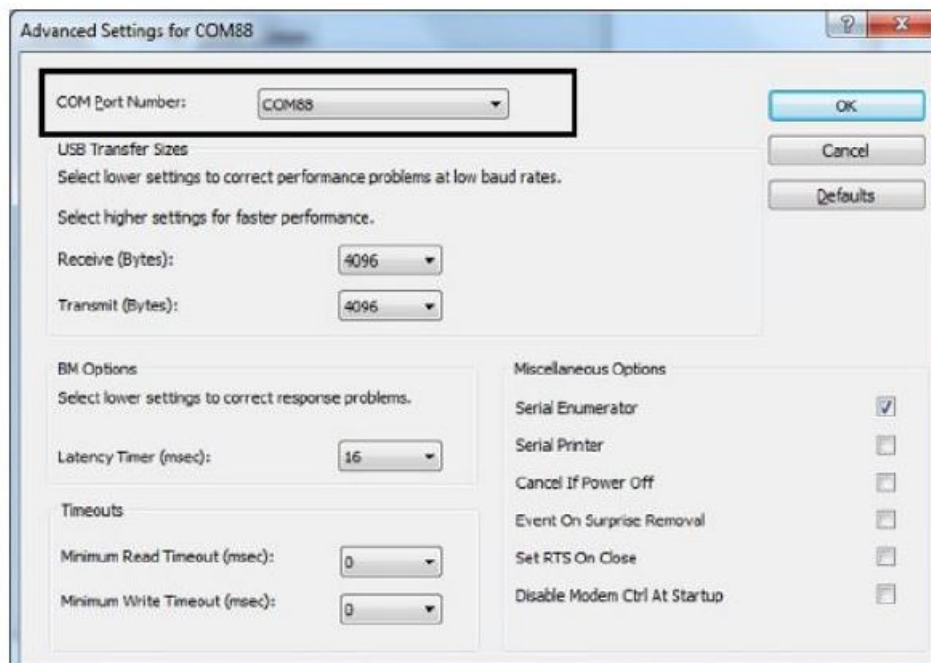 Advanced Settings for COM88
COM Port Number: COM88
OK
USB Transfer Sizes
Cancel
Select lower settings to correct performance problems at low baud rates.
Defaults
Select higher settings for faster performance.
Receive (Bytes): 4096
Transmit (Bytes): 4096
BM Options
Select lower settings to correct response problems.
Latency Timer (msec): 16
Timeouts
Minimum Read Timeout (msec): 0
Minimum Write Timeout (msec): 0
Miscellaneous Options
Serial Enumerator
Serial Printer
Cancel If Power Off
Event On Surprise Removal
Set RTS On Close
Disable Modem Ctrl At Startup